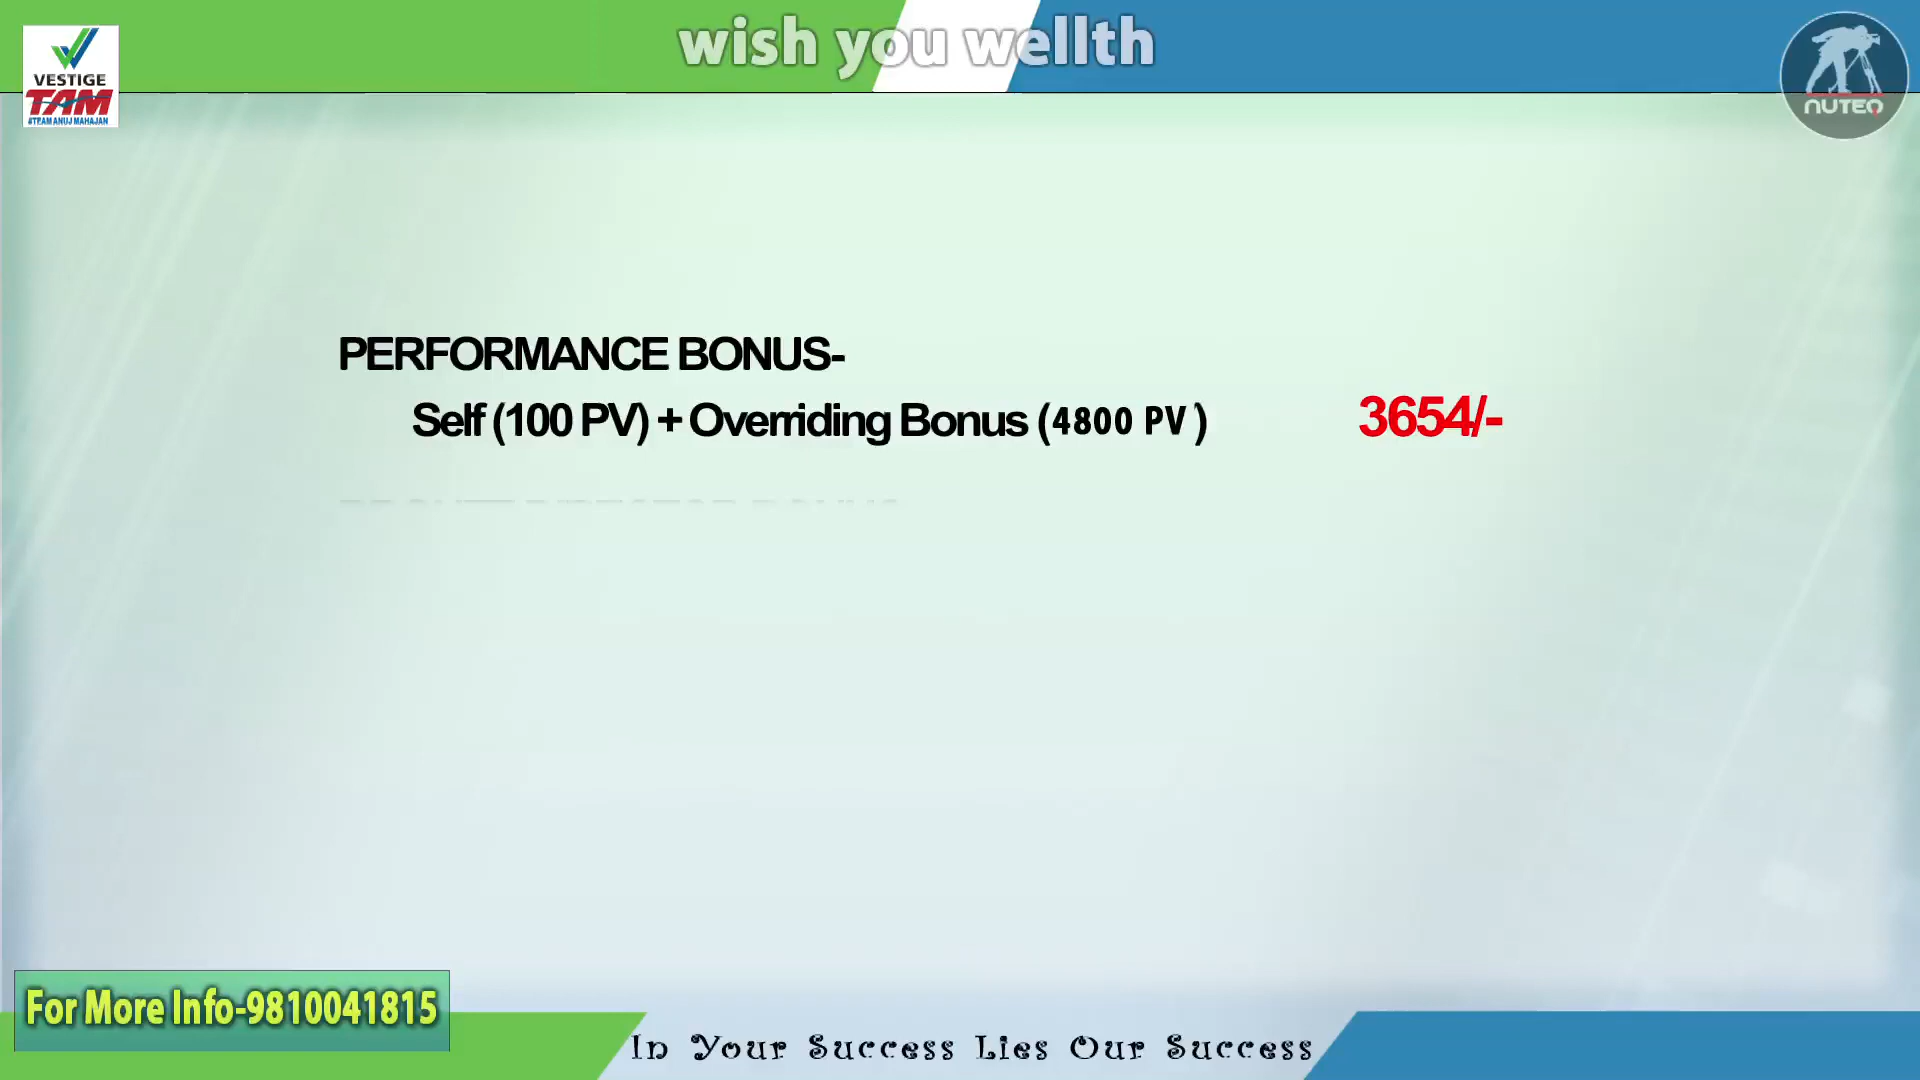 wish you wellth
VESTIGE
TAM
#TEAM ANUJ MAHAJAN
NUTEQ
PERFORMANCE BONUS-
Self (100 PV) + Overriding Bonus (4800 PV )
3654/-
For More Info-9810041815
In Your Success Lies Our Success